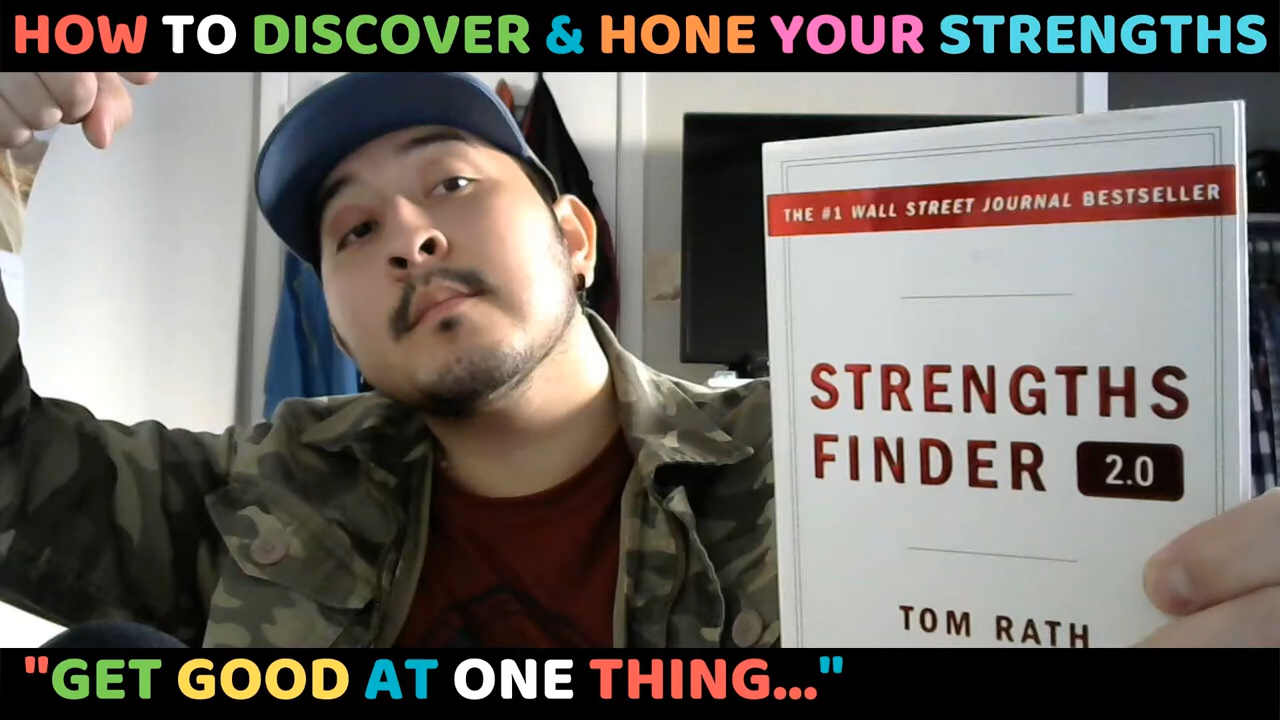 HOW TO DISCOVER & HONE YOUR STRENGTHS
THE #1 WALL STREET JOURNAL BESTSELLER
STRENGTHS
FINDER 2.0
TOM RATH
"GET GOOD AT ONE THING..."